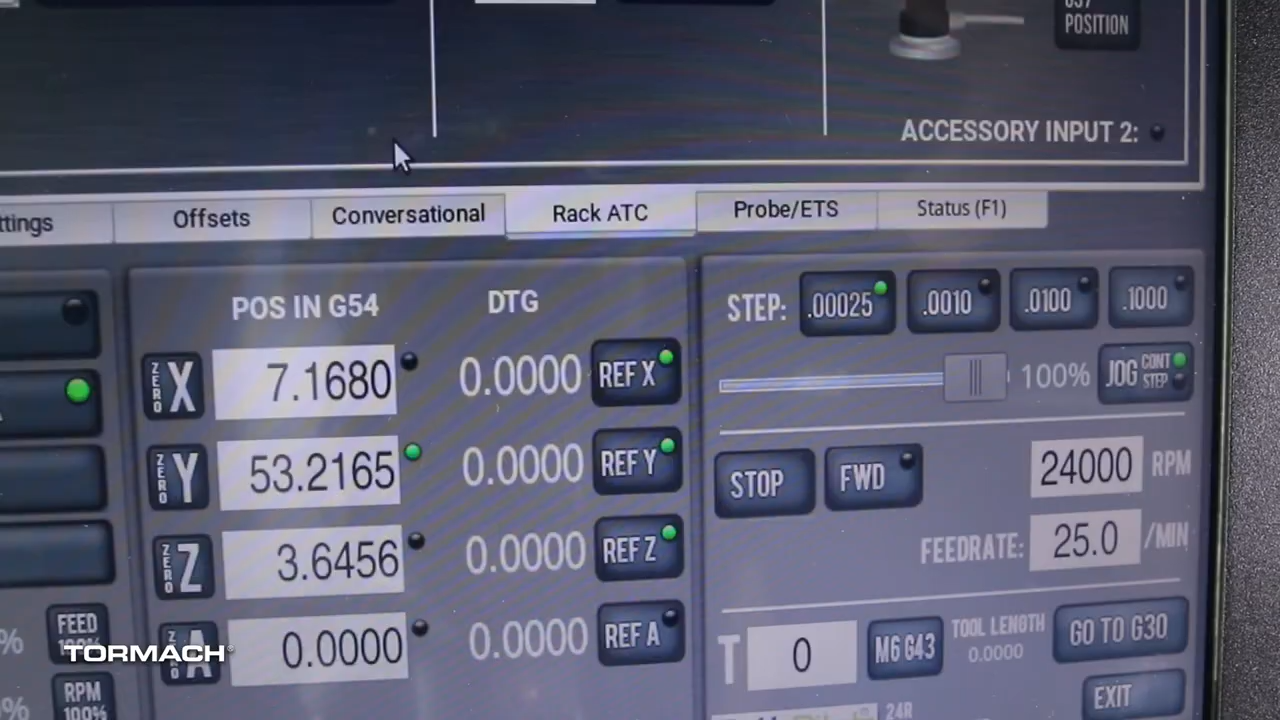 POSITION
ACCESSORY INPUT 2:
ttings Offsets Conversational Rack ATC Probe/ETS Status (F1)
POS IN G54 DTG
STEP: .00025 .0010 .0100 .1000
ZERO X 7.1680 0.0000 REF X
100% JOG CONT STEP
ZERO Y 53.2165 0.0000 REF Y
STOP FWD 24000 RPM
ZERO Z 3.6456 0.0000 REF Z
FEEDRATE: 25.0 /MIN
A 0.0000 0.0000 REF A
T 0 M6 G43 TOOL LENGTH 0.0000 GO TO G30
% FEED 100%
TORMACH
EXIT
% RPM 100%
24R